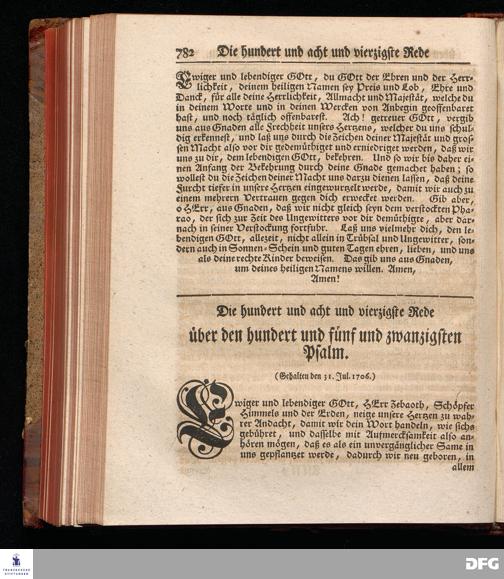 782 Die hundert und acht und vierzigste Rede
Ewiger und lebendiger GOtt, du GOtt der Ehren und der Herr-
lichkeit, deinem heiligen Namen sey Preis und Lob, Ehre und
Danck, für alle deine Herrlichkeit, Allmacht und Majestät, welche du
in deinem Worte und in deinen Wercken von Anbegin geoffenbaret
hast, und noch täglich offenbarest. Ach! getreuer GOtt, vergib
uns aus Gnaden alle Frechheit unsers Hertzens, welcher du uns schul-
dig erkennest, und laß uns durch die Zeichen deiner Majestät und gros-
sen Macht also vor dir gedemüthiget und erniedriget werden, daß wir
uns zu dir, dem lebendigen GOtt, bekehren. Und so wir bis daher ei-
nen Anfang der Bekehrung durch deine Gnade gemacht haben; so
wollest du die Zeichen deiner Macht uns darzu dienen lassen, daß deine
Furcht tiefer in unsere Hertzen eingewurtzelt werde, damit wir auch zu
einem mehrern Vertrauen gegen dich erwecket werden. Gib aber,
o HErr, aus Gnaden, daß wir nicht gleich seyn dem verstockten Pha-
rao, der sich zur Zeit des Ungewitters vor dir demüthigte, aber dar-
nach in seiner Verstockung fortfuhr. Laß uns vielmehr dich, den le-
bendigen GOtt, allezeit, nicht allein in Trübsal und Ungewitter, son-
dern auch in Sonnen-Schein und guten Tagen ehren, lieben, und uns
als deine rechte Kinder beweisen. Das gib uns aus Gnaden,
um deines heiligen Namens willen. Amen,
Amen!
Die hundert und acht und vierzigste Rede
über den hundert und fünf und zwanzigsten
Psalm.
(Gehalten den 31. Jul. 1706.)
Ewiger und lebendiger GOtt, HErr Zebaoth, Schöpfer
Himmels und der Erden, neige unsere Hertzen zu wah-
rer Andacht, damit wir dein Wort handeln, wie sichs
gebühret, und dasselbe mit Aufmercksamkeit also an-
hören mögen, daß es als ein unvergänglicher Same in
uns gepflantzet werde, dadurch wir neu geboren, in
allem
FRANCKESCHE
STIFTUNGEN
DFG